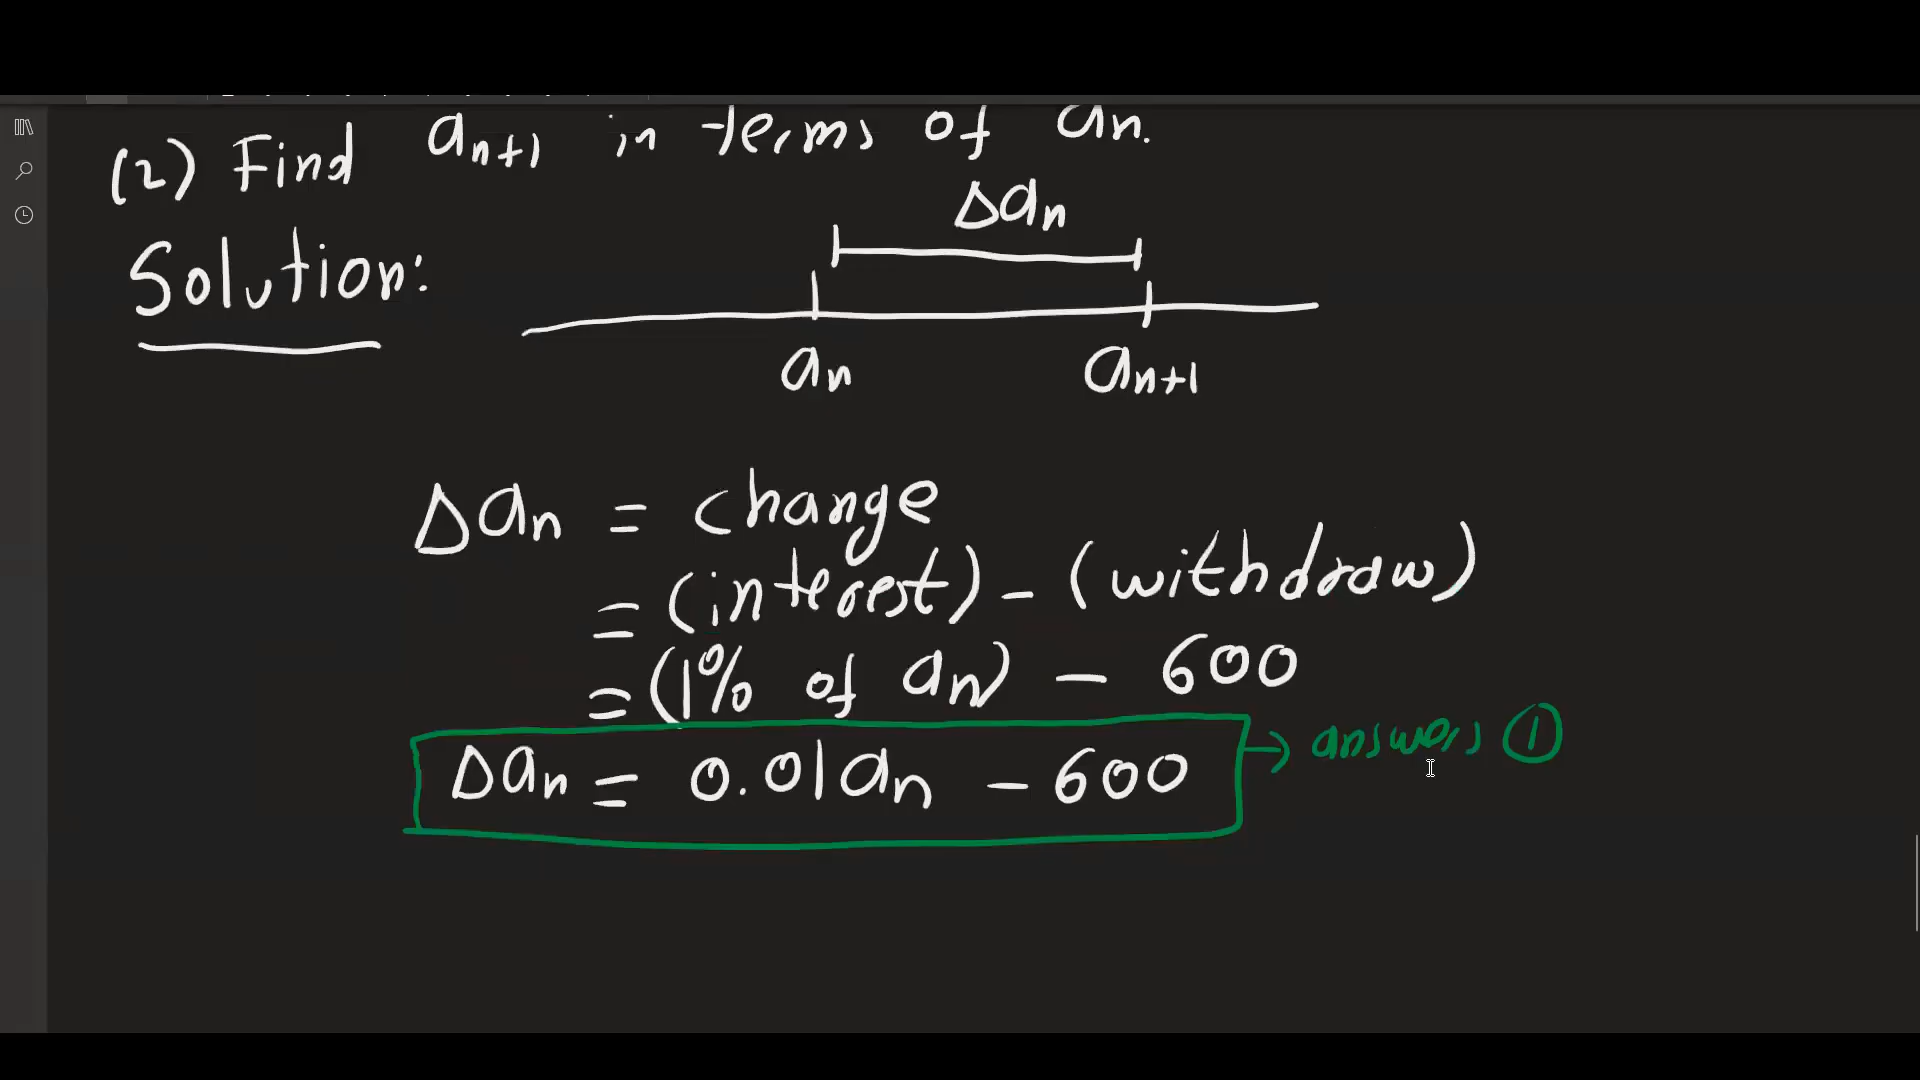 (2) Find aₙ₊₁ in terms of aₙ.
Δaₙ
Solution:
aₙ aₙ₊₁
Δaₙ = change
= (interest) - (withdraw)
= (1% of aₙ) - 600
Δaₙ = 0.01aₙ - 600 → answers ①